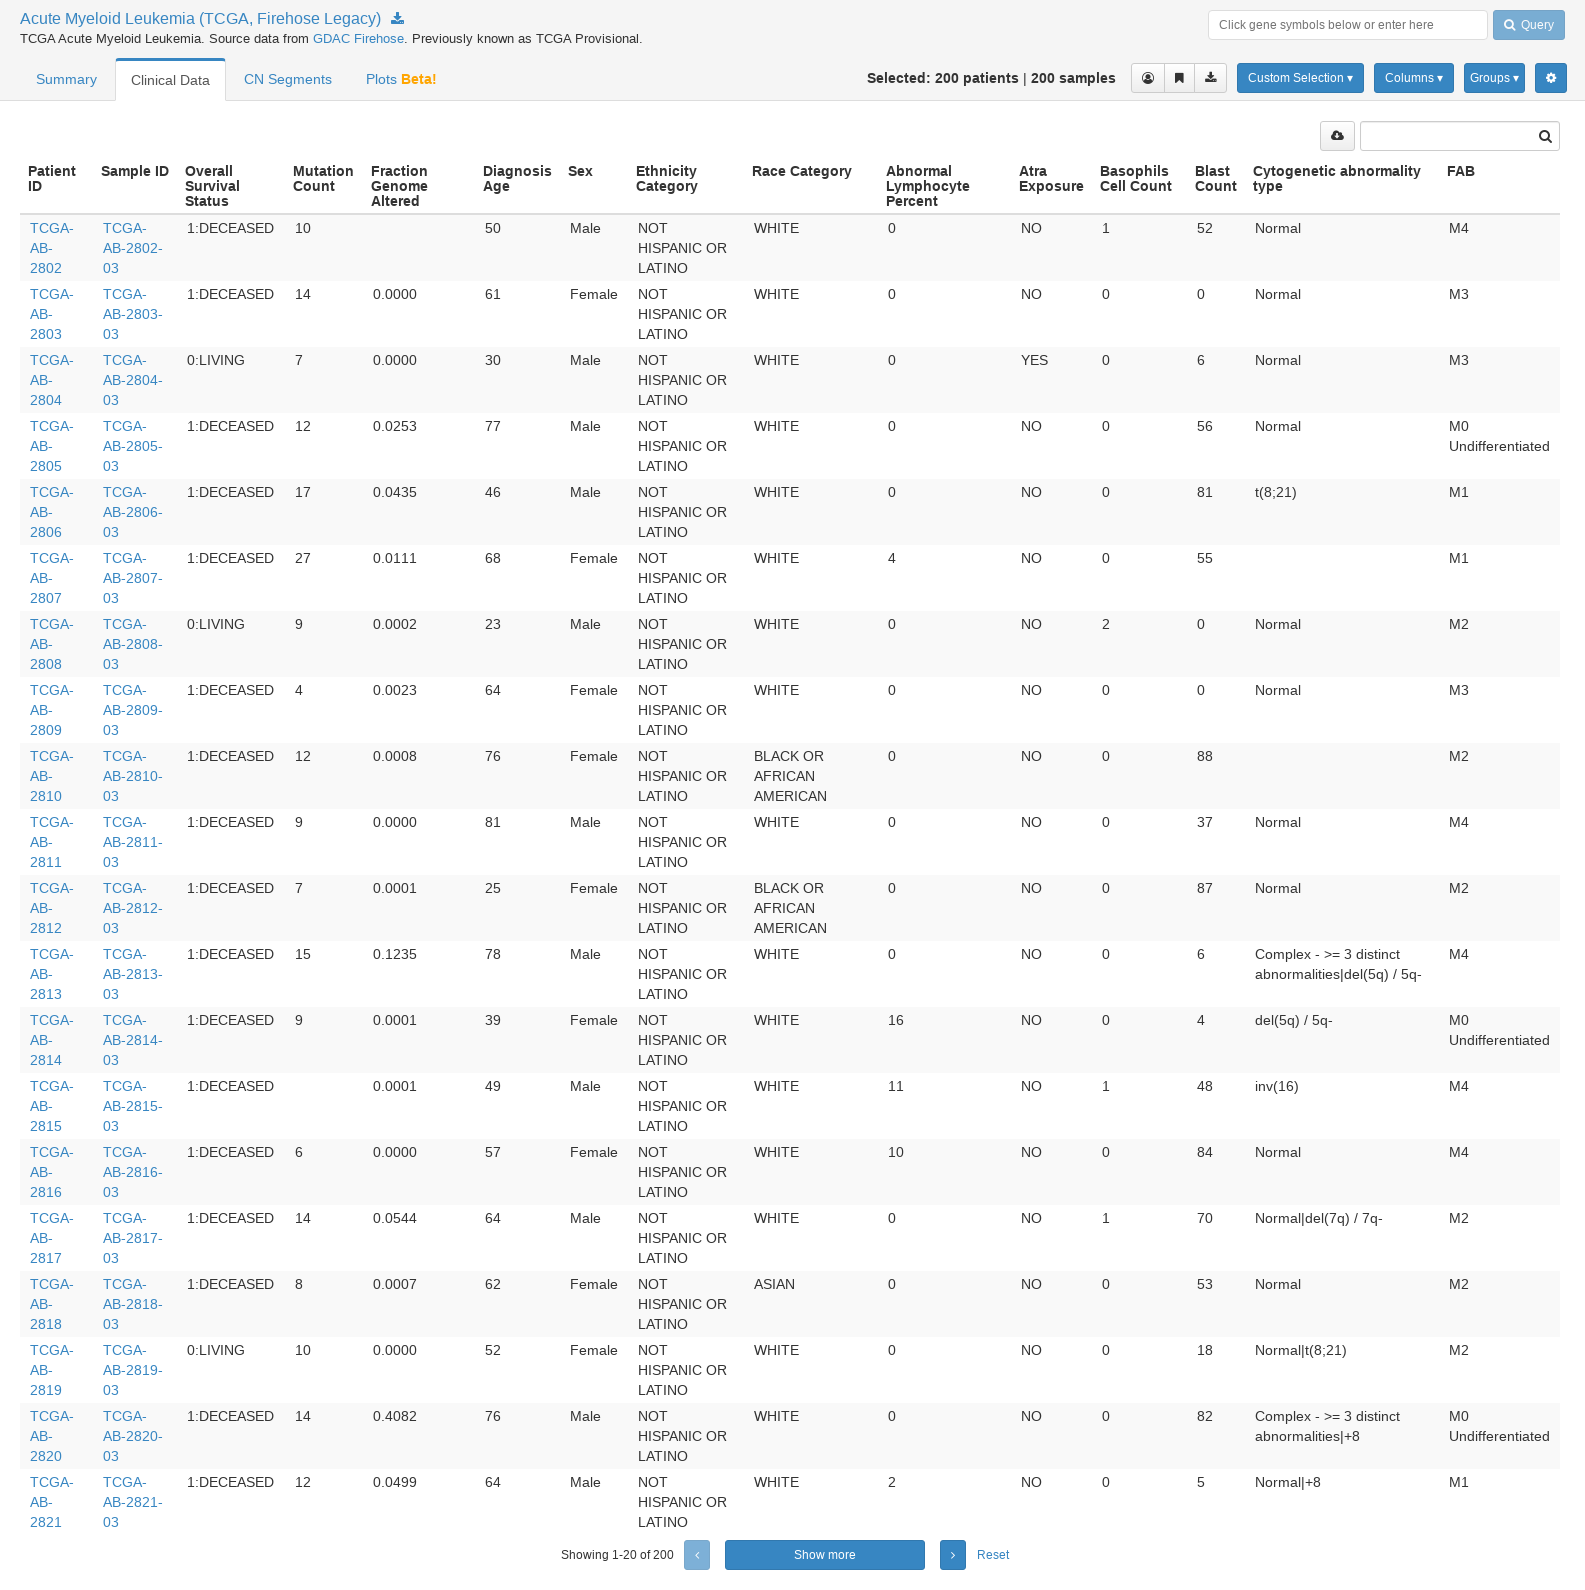 Acute Myeloid Leukemia (TCGA, Firehose Legacy)
Click gene symbols below or enter here
Query
TCGA Acute Myeloid Leukemia. Source data from GDAC Firehose. Previously known as TCGA Provisional.
Summary Clinical Data CN Segments Plots Beta! Selected: 200 patients | 200 samples Custom Selection ▾ Columns ▾ Groups ▾
Patient ID Sample ID Overall Survival Status Mutation Count Fraction Genome Altered Diagnosis Age Sex Ethnicity Category Race Category Abnormal Lymphocyte Percent Atra Exposure Basophils Cell Count Blast Count Cytogenetic abnormality type FAB
TCGA-AB-2802 TCGA-AB-2802-03 1:DECEASED 10 50 Male NOT HISPANIC OR LATINO WHITE 0 NO 1 52 Normal M4
TCGA-AB-2803 TCGA-AB-2803-03 1:DECEASED 14 0.0000 61 Female NOT HISPANIC OR LATINO WHITE 0 NO 0 0 Normal M3
TCGA-AB-2804 TCGA-AB-2804-03 0:LIVING 7 0.0000 30 Male NOT HISPANIC OR LATINO WHITE 0 YES 0 6 Normal M3
TCGA-AB-2805 TCGA-AB-2805-03 1:DECEASED 12 0.0253 77 Male NOT HISPANIC OR LATINO WHITE 0 NO 0 56 Normal M0 Undifferentiated
TCGA-AB-2806 TCGA-AB-2806-03 1:DECEASED 17 0.0435 46 Male NOT HISPANIC OR LATINO WHITE 0 NO 0 81 t(8;21) M1
TCGA-AB-2807 TCGA-AB-2807-03 1:DECEASED 27 0.0111 68 Female NOT HISPANIC OR LATINO WHITE 4 NO 0 55 M1
TCGA-AB-2808 TCGA-AB-2808-03 0:LIVING 9 0.0002 23 Male NOT HISPANIC OR LATINO WHITE 0 NO 2 0 Normal M2
TCGA-AB-2809 TCGA-AB-2809-03 1:DECEASED 4 0.0023 64 Female NOT HISPANIC OR LATINO WHITE 0 NO 0 0 Normal M3
TCGA-AB-2810 TCGA-AB-2810-03 1:DECEASED 12 0.0008 76 Female NOT HISPANIC OR LATINO BLACK OR AFRICAN AMERICAN 0 NO 0 88 M2
TCGA-AB-2811 TCGA-AB-2811-03 1:DECEASED 9 0.0000 81 Male NOT HISPANIC OR LATINO WHITE 0 NO 0 37 Normal M4
TCGA-AB-2812 TCGA-AB-2812-03 1:DECEASED 7 0.0001 25 Female NOT HISPANIC OR LATINO BLACK OR AFRICAN AMERICAN 0 NO 0 87 Normal M2
TCGA-AB-2813 TCGA-AB-2813-03 1:DECEASED 15 0.1235 78 Male NOT HISPANIC OR LATINO WHITE 0 NO 0 6 Complex - >= 3 distinct abnormalities|del(5q) / 5q- M4
TCGA-AB-2814 TCGA-AB-2814-03 1:DECEASED 9 0.0001 39 Female NOT HISPANIC OR LATINO WHITE 16 NO 0 4 del(5q) / 5q- M0 Undifferentiated
TCGA-AB-2815 TCGA-AB-2815-03 1:DECEASED 0.0001 49 Male NOT HISPANIC OR LATINO WHITE 11 NO 1 48 inv(16) M4
TCGA-AB-2816 TCGA-AB-2816-03 1:DECEASED 6 0.0000 57 Female NOT HISPANIC OR LATINO WHITE 10 NO 0 84 Normal M4
TCGA-AB-2817 TCGA-AB-2817-03 1:DECEASED 14 0.0544 64 Male NOT HISPANIC OR LATINO WHITE 0 NO 1 70 Normal|del(7q) / 7q- M2
TCGA-AB-2818 TCGA-AB-2818-03 1:DECEASED 8 0.0007 62 Female NOT HISPANIC OR LATINO ASIAN 0 NO 0 53 Normal M2
TCGA-AB-2819 TCGA-AB-2819-03 0:LIVING 10 0.0000 52 Female NOT HISPANIC OR LATINO WHITE 0 NO 0 18 Normal|t(8;21) M2
TCGA-AB-2820 TCGA-AB-2820-03 1:DECEASED 14 0.4082 76 Male NOT HISPANIC OR LATINO WHITE 0 NO 0 82 Complex - >= 3 distinct abnormalities|+8 M0 Undifferentiated
TCGA-AB-2821 TCGA-AB-2821-03 1:DECEASED 12 0.0499 64 Male NOT HISPANIC OR LATINO WHITE 2 NO 0 5 Normal|+8 M1
Showing 1-20 of 200 Show more Reset